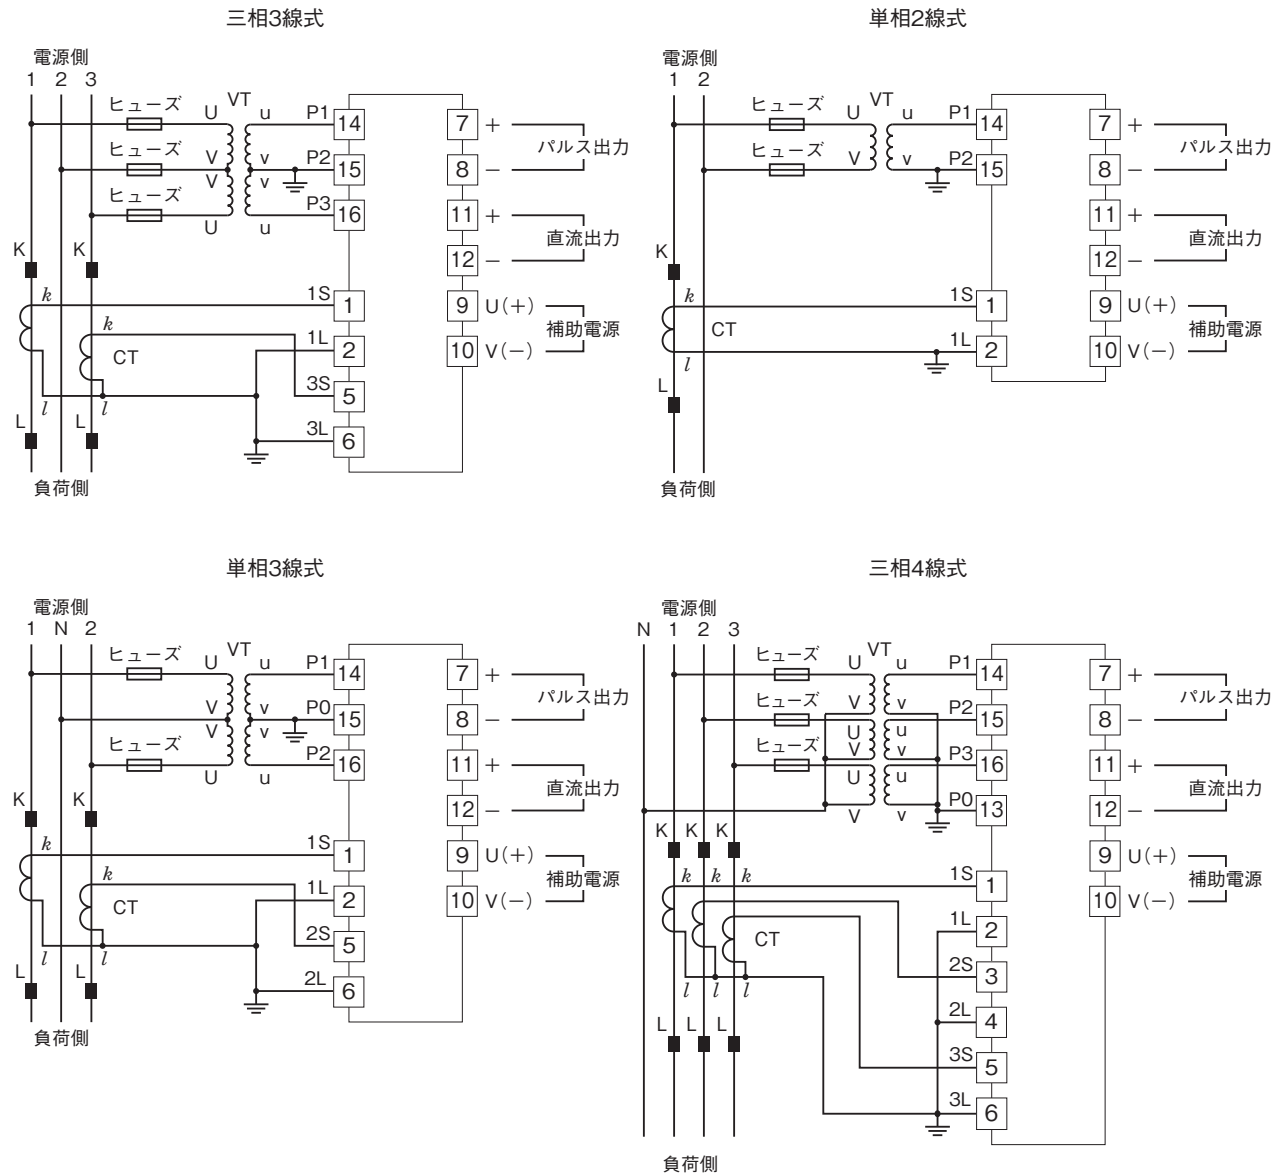 三相3線式
電源側
1 2 3
ヒューズ U VT u P1 14 7 +
パルス出力
ヒューズ V v P2 15 8 −
V v
ヒューズ P3 16 11 +
U u
直流出力
K K 12 −
k 1S 1 9 U(+)
補助電源
k 1L 2 10 V(−)
CT
3S 5
l l
L L 3L 6
負荷側
単相2線式
電源側
1 2
ヒューズ U VT u P1 14 7 +
パルス出力
ヒューズ V v P2 15 8 −
11 +
直流出力
K 12 −
k 1S 1 9 U(+)
CT 補助電源
l 1L 2 10 V(−)
L
負荷側
単相3線式
電源側
1 N 2
ヒューズ U VT u P1 14 7 +
パルス出力
V v P0 15 8 −
ヒューズ V v P2 16 11 +
U u
直流出力
K K 12 −
k 1S 1 9 U(+)
補助電源
k 1L 2 10 V(−)
CT
2S 5
l l
L L 2L 6
負荷側
三相4線式
電源側
N 1 2 3
ヒューズ U VT u P1 14 7 +
パルス出力
ヒューズ V v P2 15 8 −
U u
ヒューズ V v P3 16 11 +
U u
直流出力
V v P0 13 12 −
K K K
9 U(+)
補助電源
k k k 1S 1 10 V(−)
1L 2
CT
2S 3
l l l
L L L 2L 4
3S 5
3L 6
負荷側